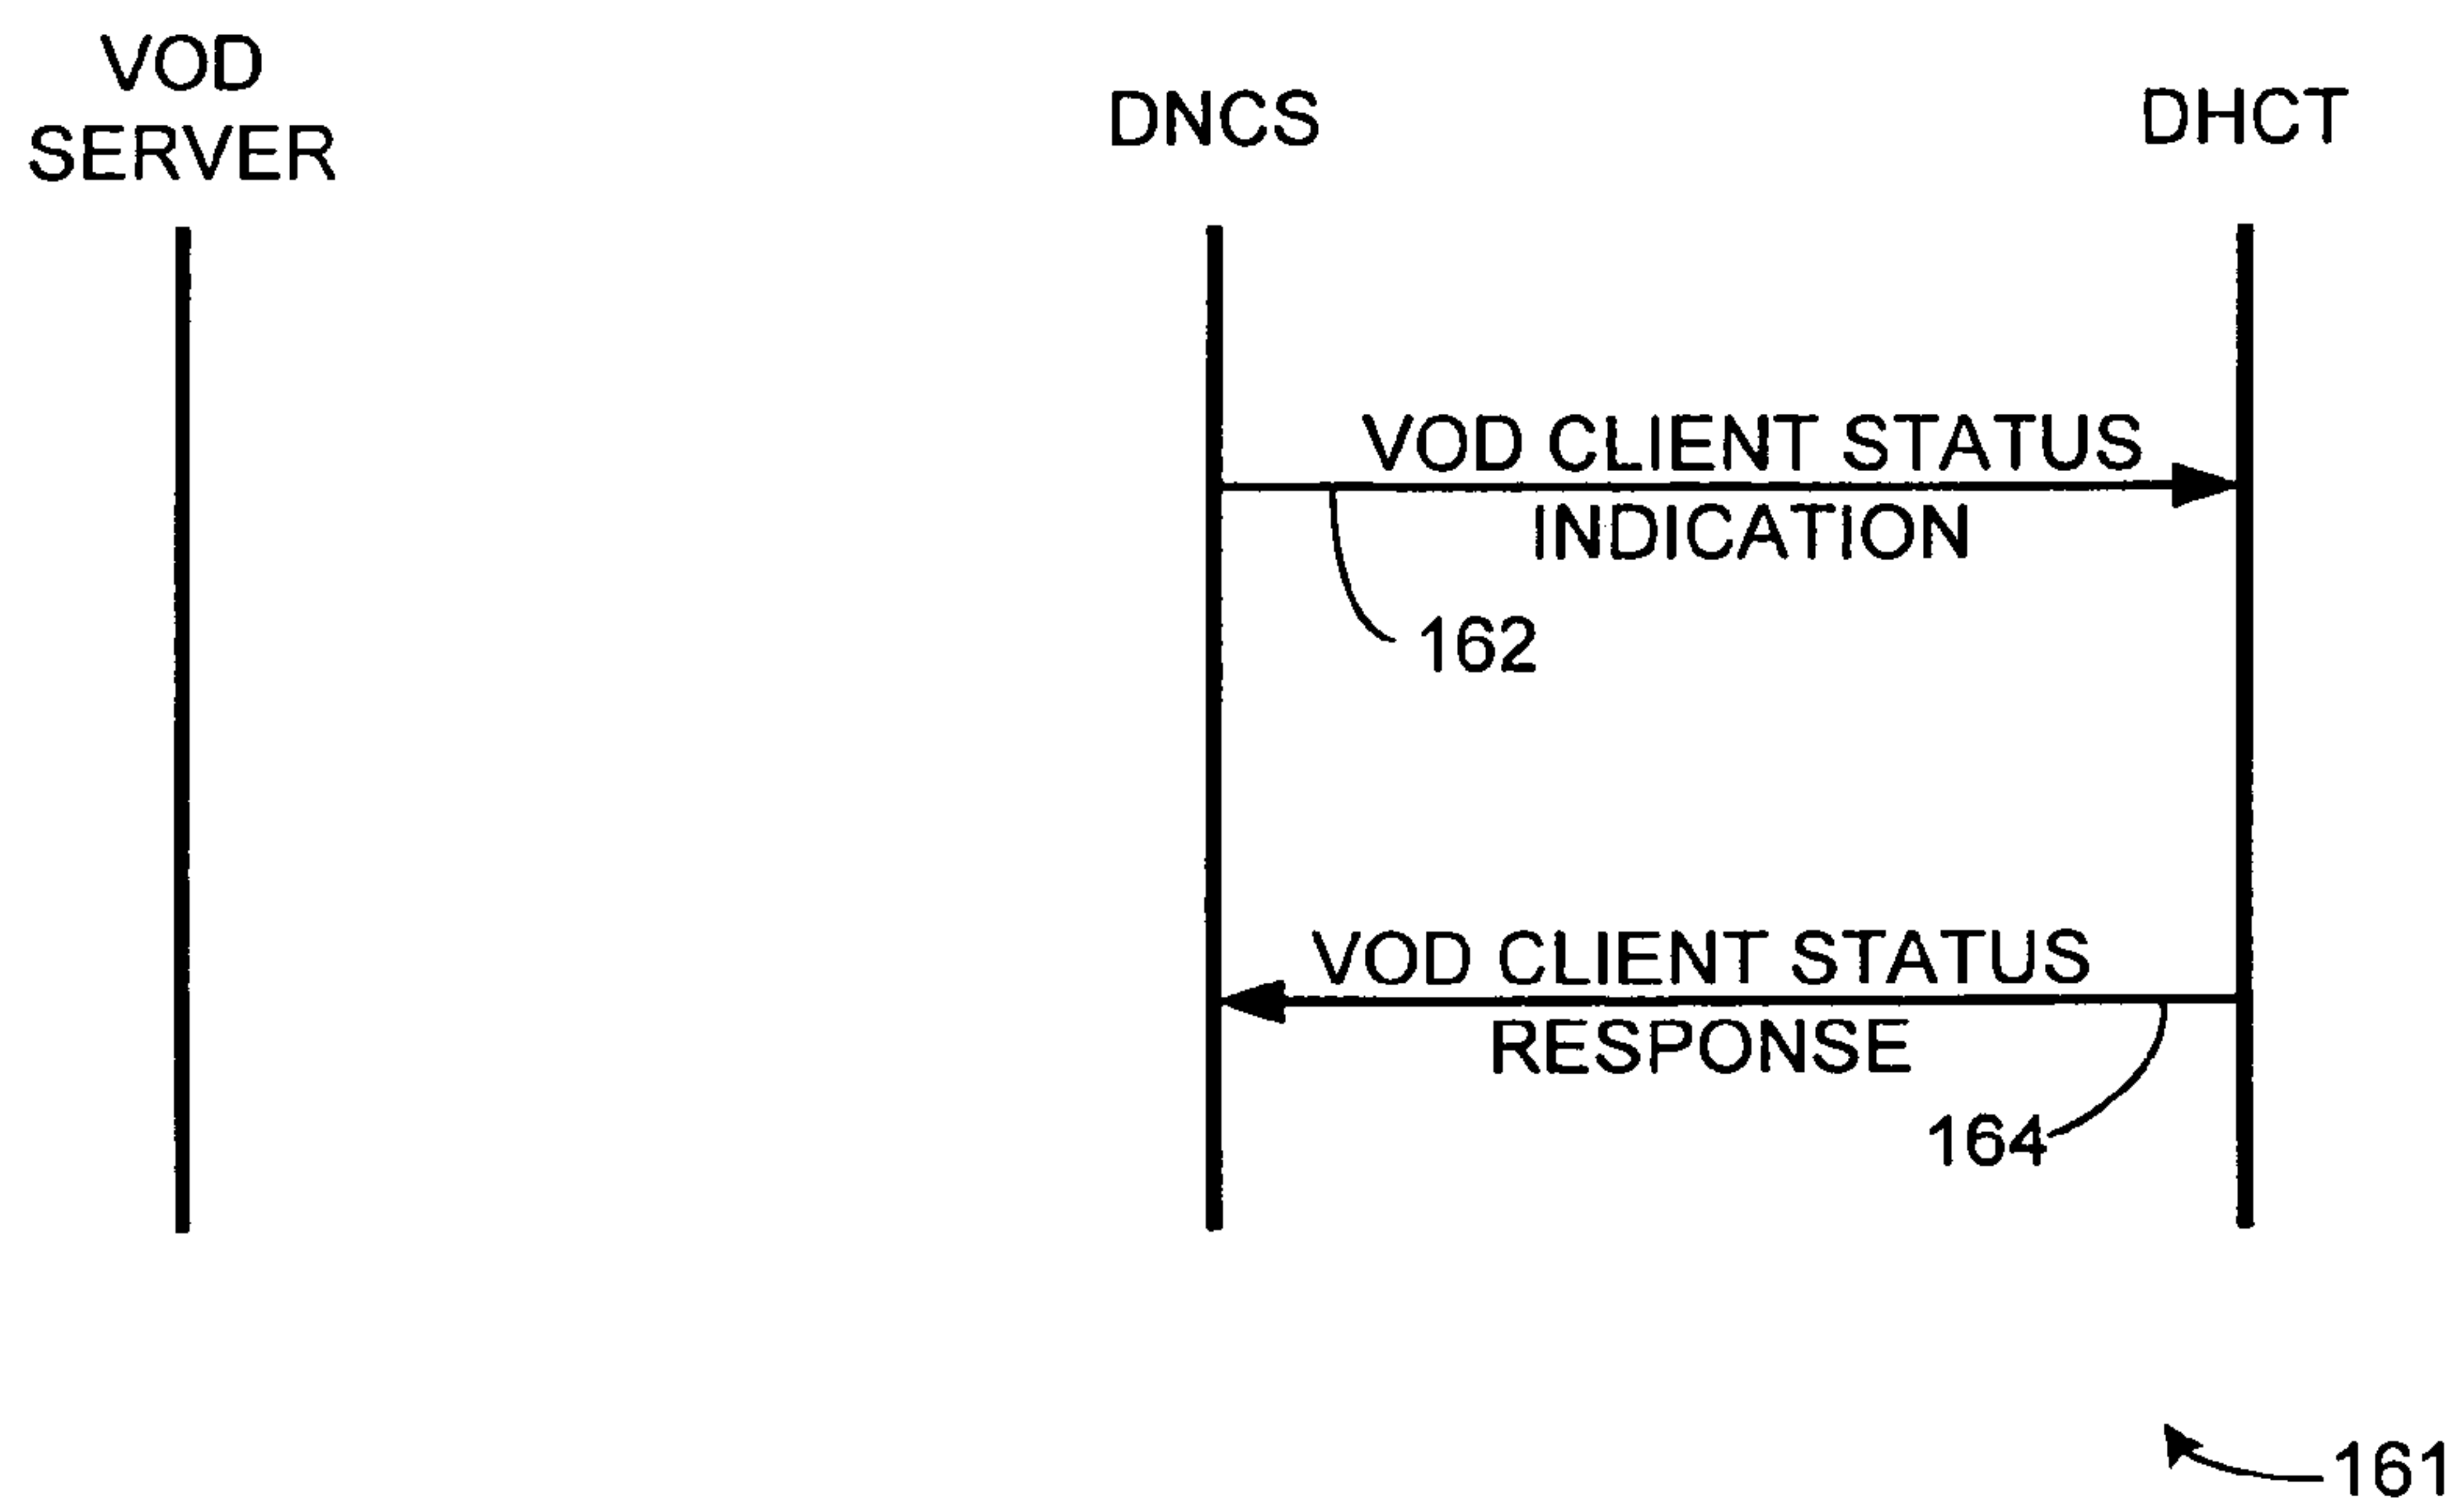 VOD
SERVER
DNCS
DHCT
VOD CLIENT STATUS
INDICATION
162
VOD CLIENT STATUS
RESPONSE
164
161